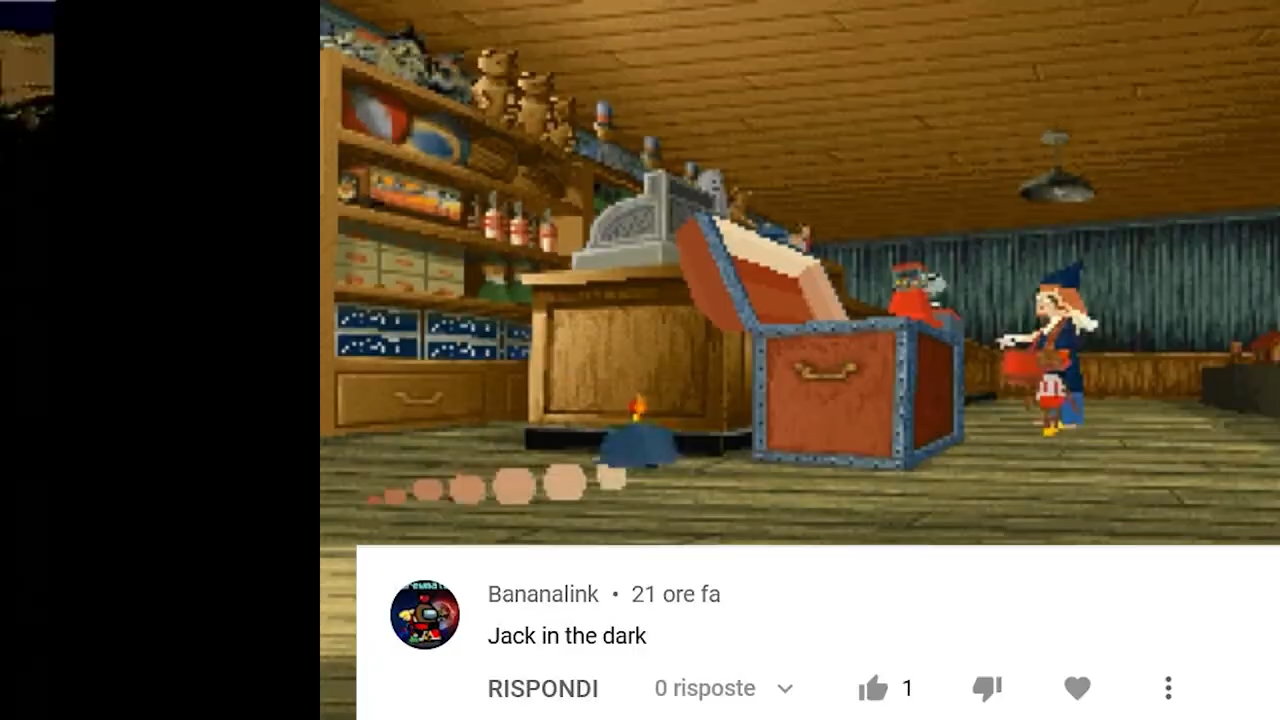 Bananalink • 21 ore fa
Jack in the dark
RISPONDI 0 risposte 1